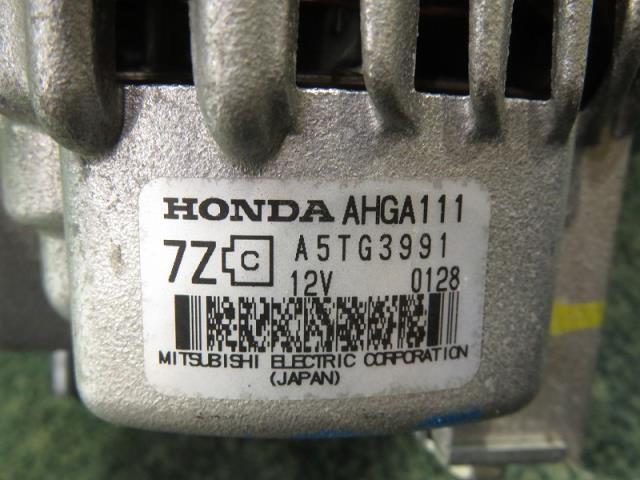 HONDA AHGA111
7Z C A5TG3991
12V 0128
MITSUBISHI ELECTRIC CORPORATION
(JAPAN)